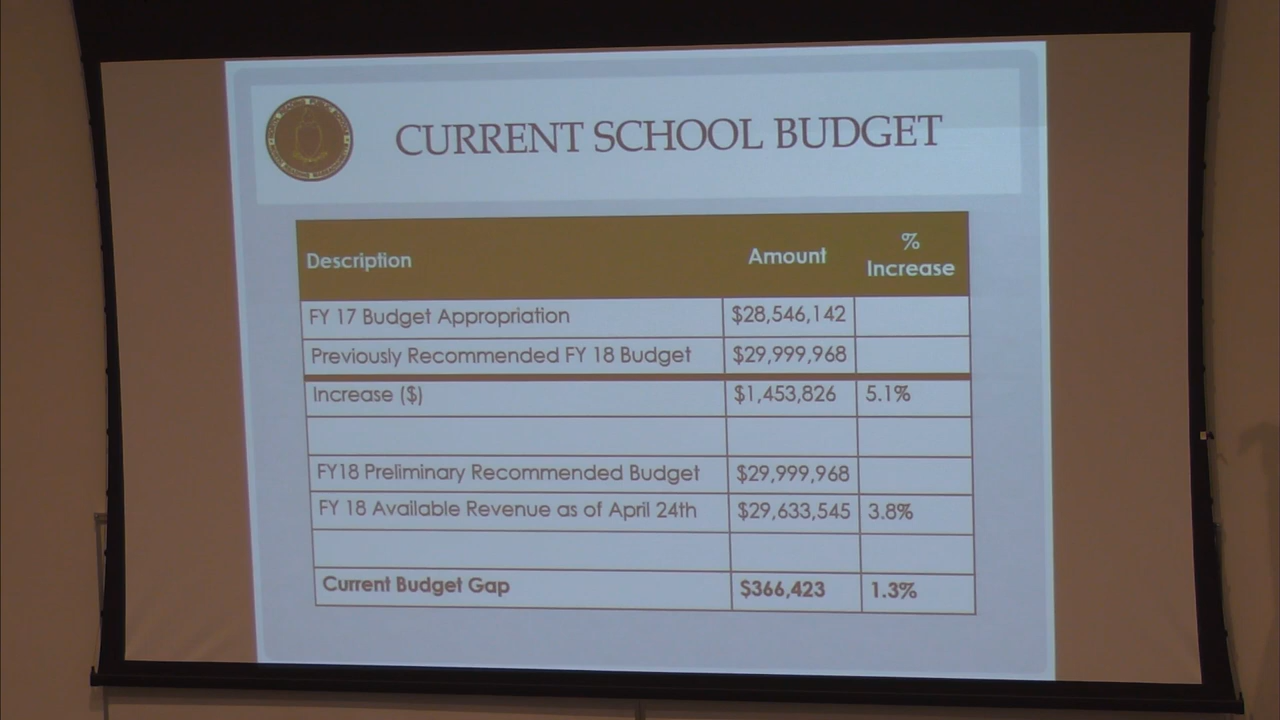 CURRENT SCHOOL BUDGET
Description Amount % Increase
FY 17 Budget Appropriation $28,546,142
Previously Recommended FY 18 Budget $29,999,968
Increase ($) $1,453,826 5.1%
FY18 Preliminary Recommended Budget $29,999,968
FY 18 Available Revenue as of April 24th $29,633,545 3.8%
Current Budget Gap $366,423 1.3%